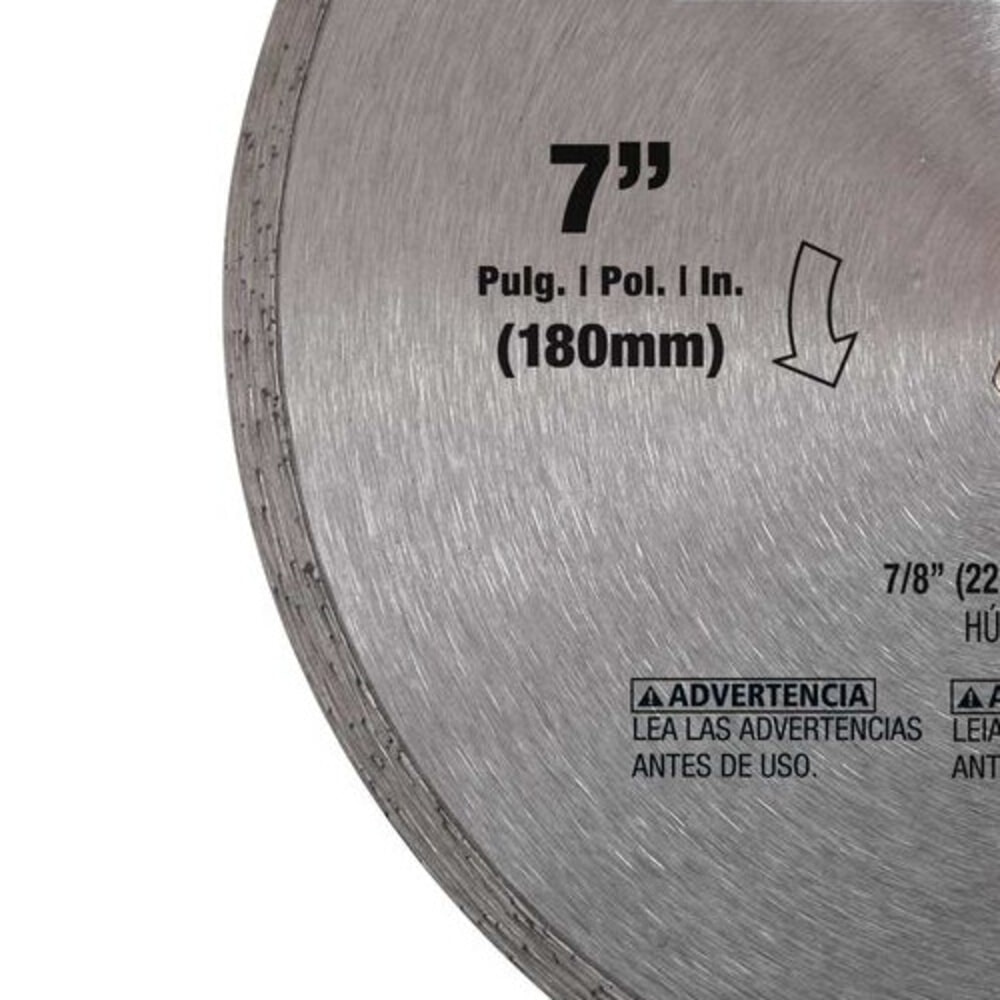 7”
Pulg. | Pol. | In.
(180mm)
7/8” (22
HÚ
ADVERTENCIA
LEA LAS ADVERTENCIAS
ANTES DE USO.
A
LEIA
ANT